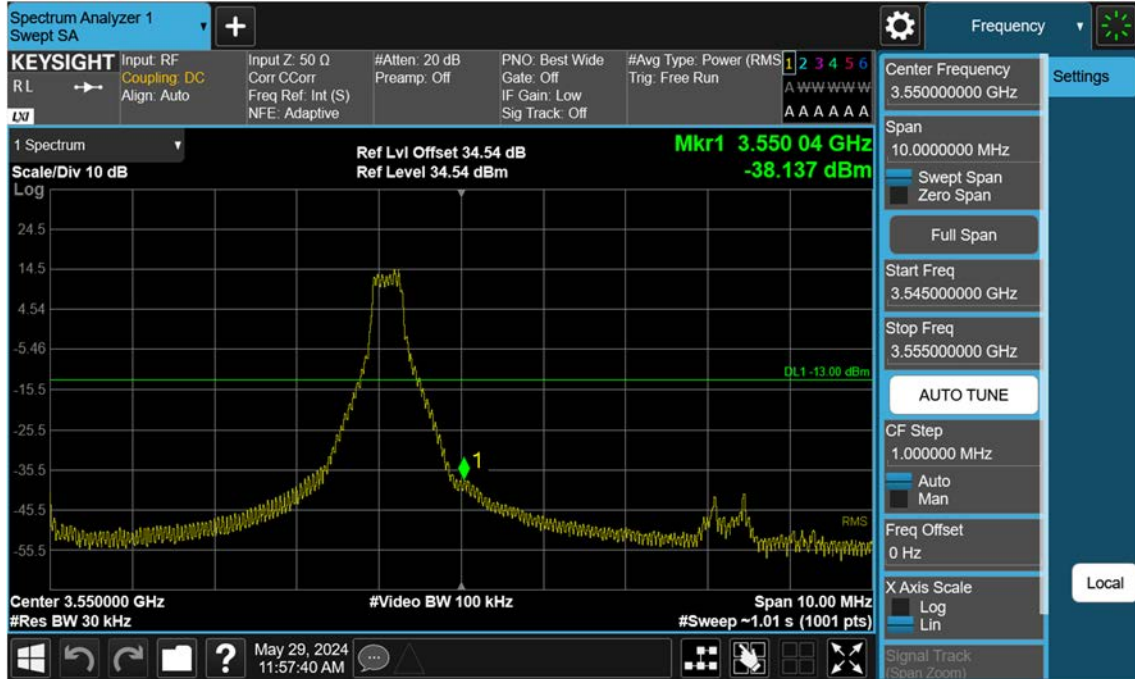 Spectrum Analyzer 1
Swept SA
Frequency
KEYSIGHT
R L
LXI
Input: RF
Coupling: DC
Align: Auto
Input Z: 50 Ω
Corr CCorr
Freq Ref: Int (S)
NFE: Adaptive
#Atten: 20 dB
Preamp: Off
PNO: Best Wide
Gate: Off
IF Gain: Low
Sig Track: Off
#Avg Type: Power (RMS
Trig: Free Run
1 2 3 4 5 6
A W W W W W
A A A A A A
1 Spectrum
Scale/Div 10 dB
Log
Ref Lvl Offset 34.54 dB
Ref Level 34.54 dBm
Mkr1 3.550 04 GHz
-38.137 dBm
24.5
14.5
4.54
-5.46
-15.5
-25.5
-35.5
-45.5
-55.5
DL1 -13.00 dBm
1
RMS
Center 3.550000 GHz
#Video BW 100 kHz
Span 10.00 MHz
#Res BW 30 kHz
#Sweep ~1.01 s (1001 pts)
May 29, 2024
11:57:40 AM
Center Frequency
3.550000000 GHz
Settings
Span
10.0000000 MHz
Swept Span
Zero Span
Full Span
Start Freq
3.545000000 GHz
Stop Freq
3.555000000 GHz
AUTO TUNE
CF Step
1.000000 MHz
Auto
Man
Freq Offset
0 Hz
X Axis Scale
Log
Lin
Local
Signal Track
(Span Zoom)